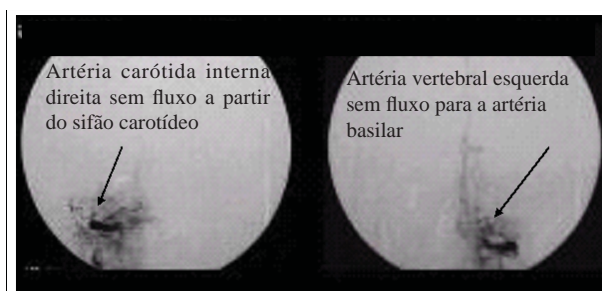 Artéria carótida interna
direita sem fluxo a partir
do sifão carotídeo
Artéria vertebral esquerda
sem fluxo para a artéria
basilar